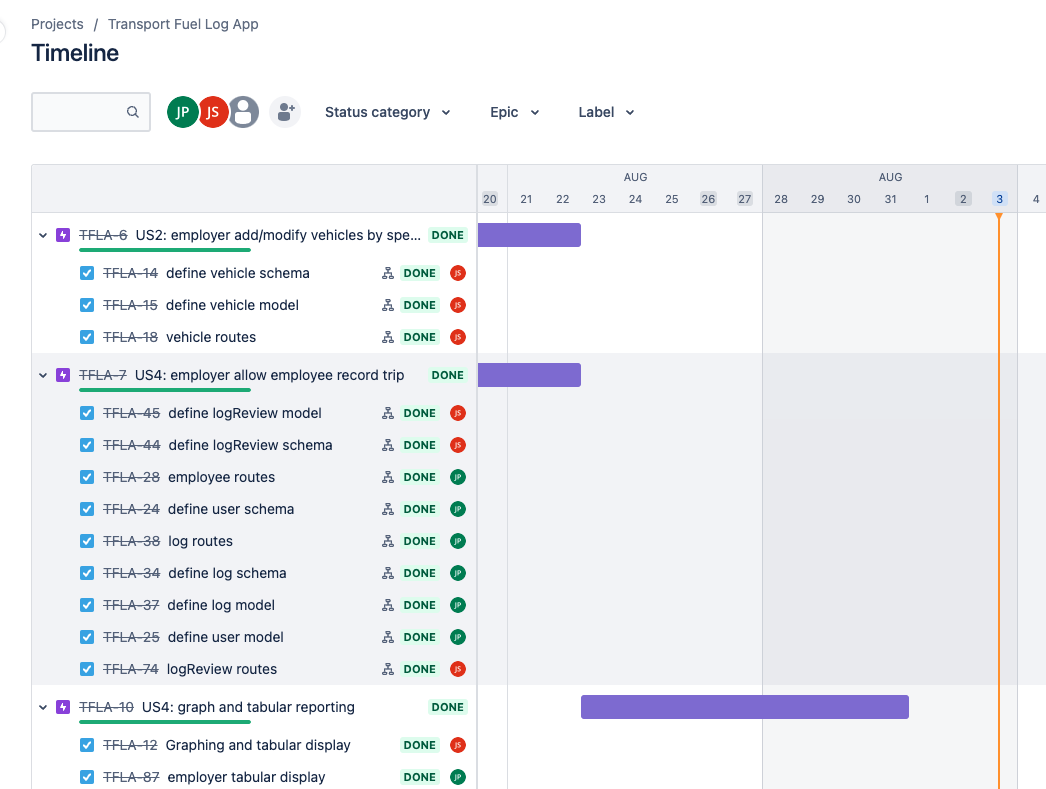 Projects / Transport Fuel Log App
Timeline
JP JS Status category Epic Label
AUG AUG
20 21 22 23 24 25 26 27 28 29 30 31 1 2 3 4
TFLA-6 US2: employer add/modify vehicles by spe... DONE
TFLA-14 define vehicle schema DONE JS
TFLA-15 define vehicle model DONE JS
TFLA-18 vehicle routes DONE JS
TFLA-7 US4: employer allow employee record trip DONE
TFLA-45 define logReview model DONE JS
TFLA-44 define logReview schema DONE JS
TFLA-28 employee routes DONE JP
TFLA-24 define user schema DONE JP
TFLA-38 log routes DONE JP
TFLA-34 define log schema DONE JP
TFLA-37 define log model DONE JP
TFLA-25 define user model DONE JP
TFLA-74 logReview routes DONE JS
TFLA-10 US4: graph and tabular reporting DONE
TFLA-12 Graphing and tabular display DONE JS
TFLA-87 employer tabular display DONE JP